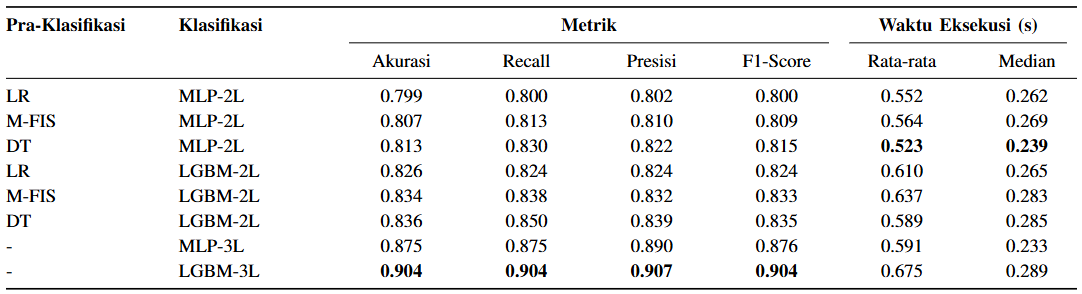 Pra-Klasifikasi Klasifikasi Metrik Waktu Eksekusi (s)
Akurasi Recall Presisi F1-Score Rata-rata Median
LR MLP-2L 0.799 0.800 0.802 0.800 0.552 0.262
M-FIS MLP-2L 0.807 0.813 0.810 0.809 0.564 0.269
DT MLP-2L 0.813 0.830 0.822 0.815 0.523 0.239
LR LGBM-2L 0.826 0.824 0.824 0.824 0.610 0.265
M-FIS LGBM-2L 0.834 0.838 0.832 0.833 0.637 0.283
DT LGBM-2L 0.836 0.850 0.839 0.835 0.589 0.285
- MLP-3L 0.875 0.875 0.890 0.876 0.591 0.233
- LGBM-3L 0.904 0.904 0.907 0.904 0.675 0.289